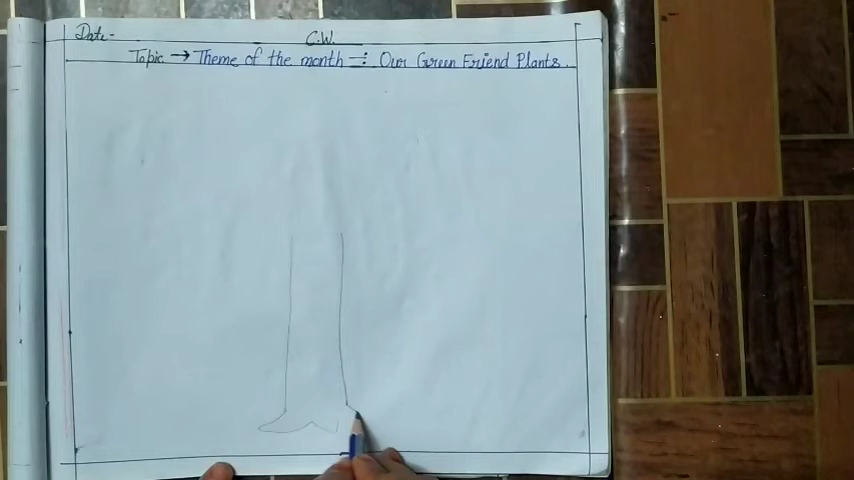 Date-
C.W.
Topic → Theme of the month —: Our Green Friend Plants.